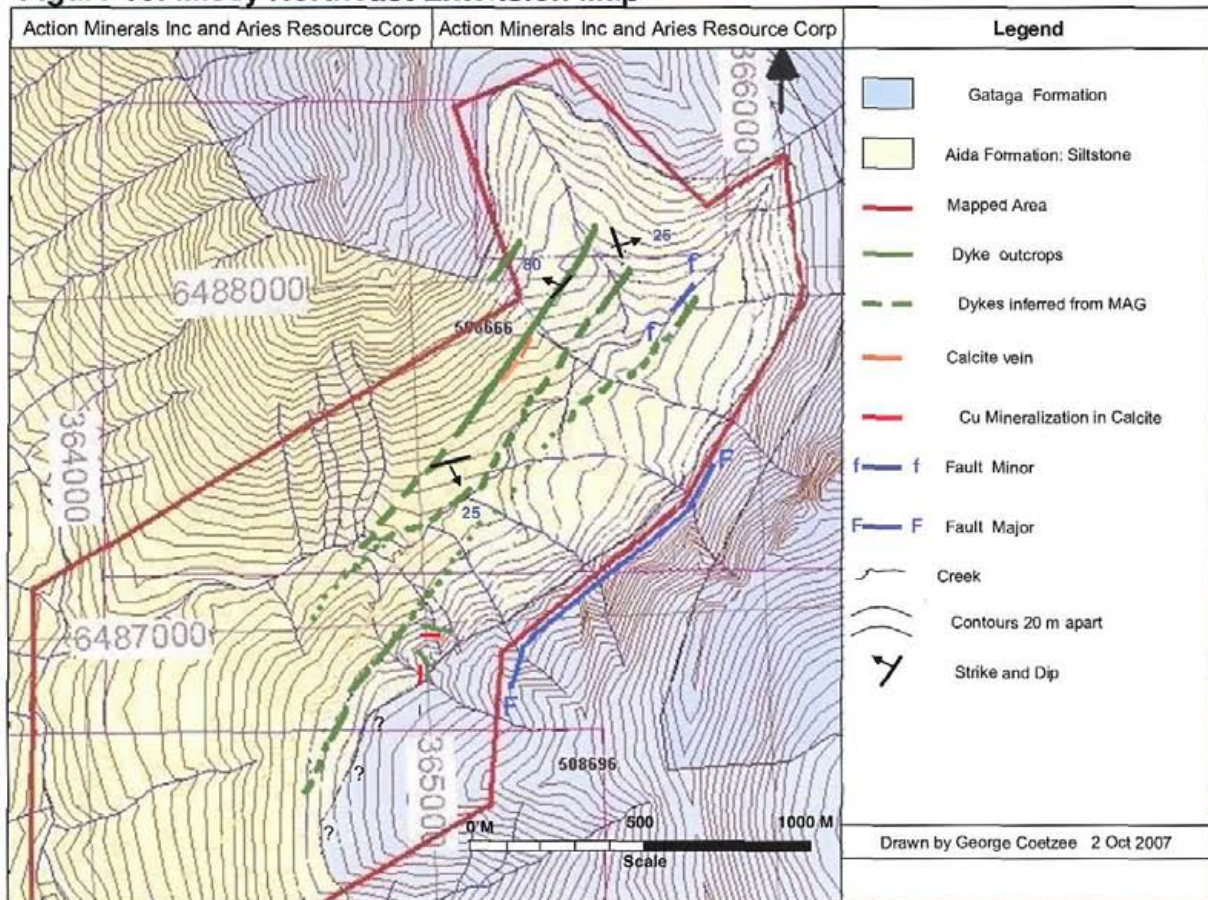 Action Minerals Inc and Aries Resource Corp
Action Minerals Inc and Aries Resource Corp
Legend
366000
Gataga Formation
Aida Formation: Siltstone
Mapped Area
Dyke outcrops
Dykes inferred from MAG
Calcite vein
Cu Mineralization in Calcite
f f Fault Minor
F F Fault Major
Creek
Contours 20 m apart
Strike and Dip
25
80
f
6488000
f
364000
F
25
6487000
F
?
?
?
365000
508696
0'M 500 1000 M
Scale
Drawn by George Coetzee 2 Oct 2007